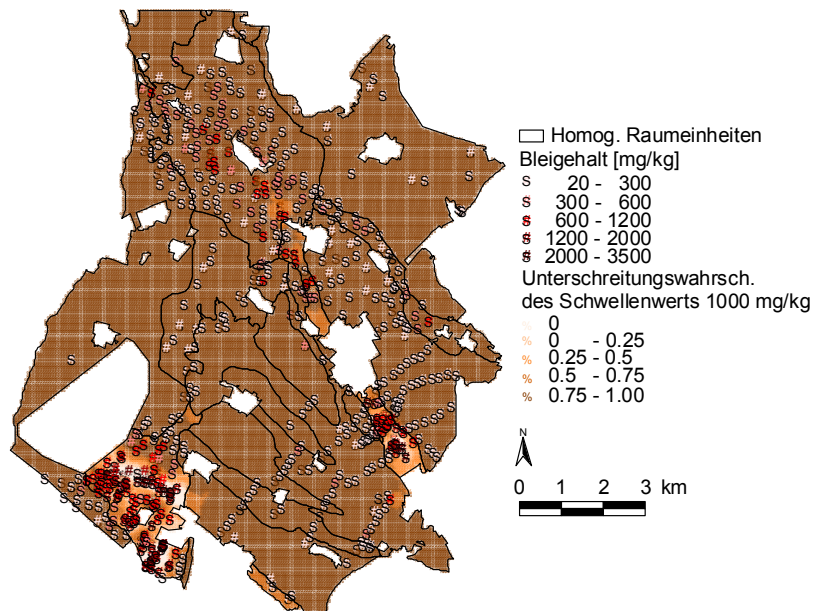 Homog. Raumeinheiten
Bleigehalt [mg/kg]
S 20 - 300
S 300 - 600
S 600 - 1200
# 1200 - 2000
# 2000 - 3500
Unterschreitungswahrsch.
des Schwellenwerts 1000 mg/kg
% 0
% 0 - 0.25
% 0.25 - 0.5
% 0.5 - 0.75
% 0.75 - 1.00
N
0 1 2 3 km